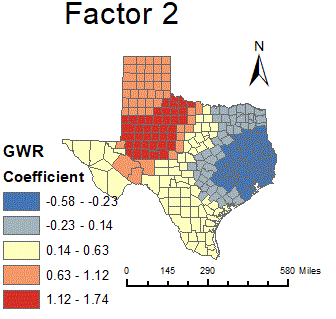 Factor 2
N
GWR
Coefficient
-0.58 - -0.23
-0.23 - 0.14
0.14 - 0.63
0.63 - 1.12
1.12 - 1.74
0 145 290 580 Miles